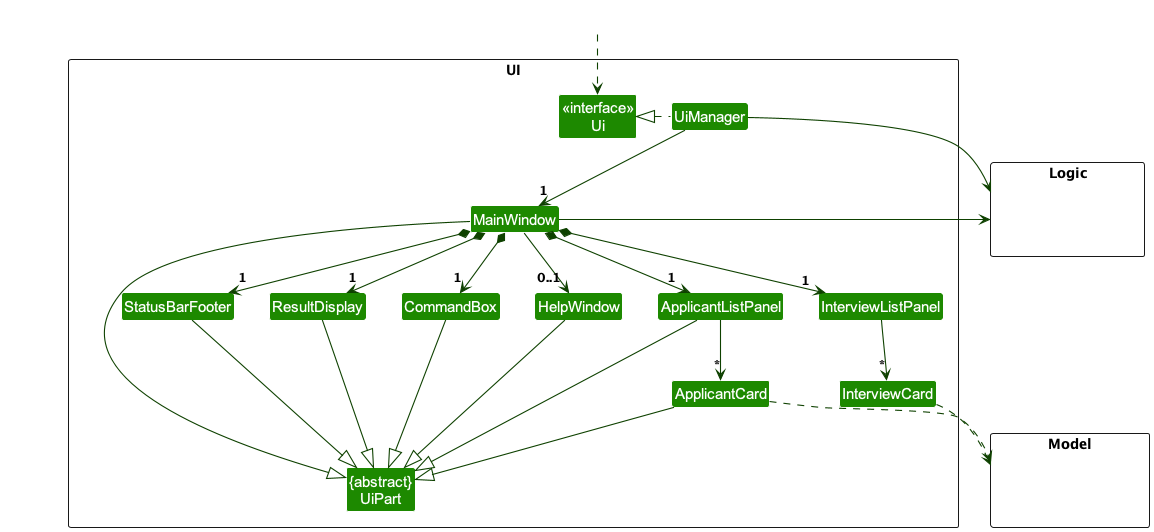 UI
«interface»
Ui
UiManager
Logic
1
MainWindow
1
1
1
0..1
1
1
StatusBarFooter
ResultDisplay
CommandBox
HelpWindow
ApplicantListPanel
InterviewListPanel
*
*
ApplicantCard
InterviewCard
Model
{abstract}
UiPart